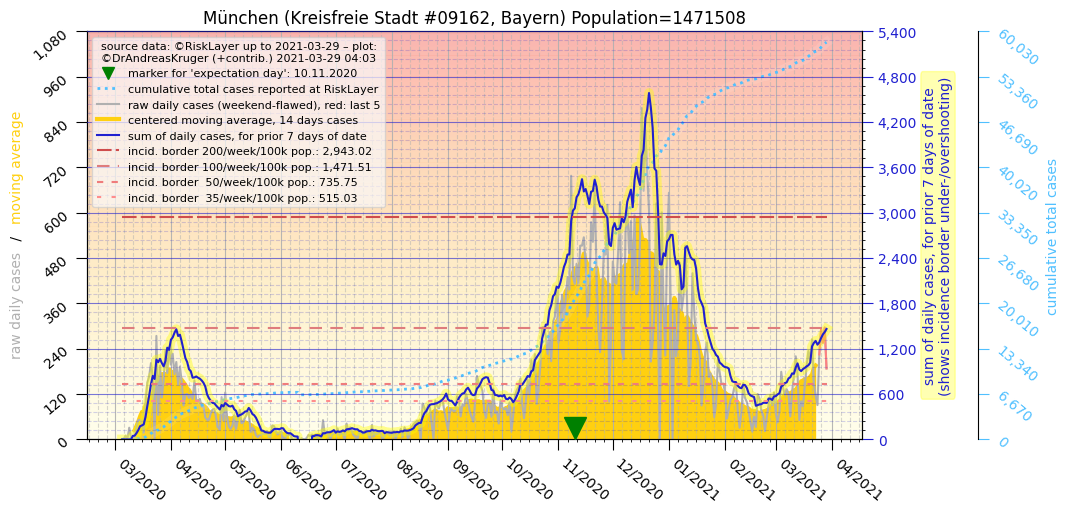 München (Kreisfreie Stadt #09162, Bayern) Population=1471508
source data: ©RiskLayer up to 2021-03-29 – plot:
©DrAndreasKruger (+contrib.) 2021-03-29 04:03
marker for 'expectation day': 10.11.2020
cumulative total cases reported at RiskLayer
raw daily cases (weekend-flawed), red: last 5
centered moving average, 14 days cases
sum of daily cases, for prior 7 days of date
incid. border 200/week/100k pop.: 2,943.02
incid. border 100/week/100k pop.: 1,471.51
incid. border  50/week/100k pop.: 735.75
incid. border  35/week/100k pop.: 515.03
raw daily cases / moving average
1,080
960
840
720
600
480
360
240
120
0
03/2020
04/2020
05/2020
06/2020
07/2020
08/2020
09/2020
10/2020
11/2020
12/2020
01/2021
02/2021
03/2021
04/2021
5,400
4,800
4,200
3,600
3,000
2,400
1,800
1,200
600
0
sum of daily cases, for prior 7 days of date
(shows incidence border under-/overshooting)
60,030
53,360
46,690
40,020
33,350
26,680
20,010
13,340
6,670
0
cumulative total cases